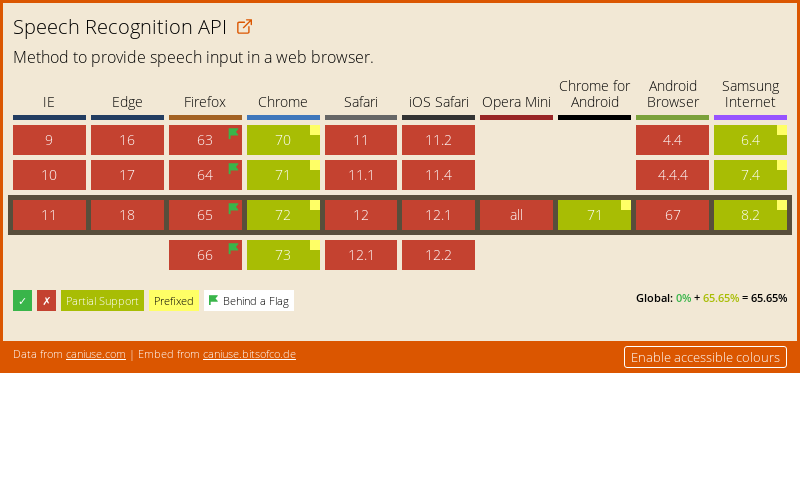 Speech Recognition API
Method to provide speech input in a web browser.
IE Edge Firefox Chrome Safari iOS Safari Opera Mini Chrome for Android Android Browser Samsung Internet
9 16 63 70 11 11.2 4.4 6.4
10 17 64 71 11.1 11.4 4.4.4 7.4
11 18 65 72 12 12.1 all 71 67 8.2
66 73 12.1 12.2
✓ ✗ Partial Support Prefixed Behind a Flag
Global: 0% + 65.65% = 65.65%
Data from caniuse.com | Embed from caniuse.bitsofco.de
Enable accessible colours